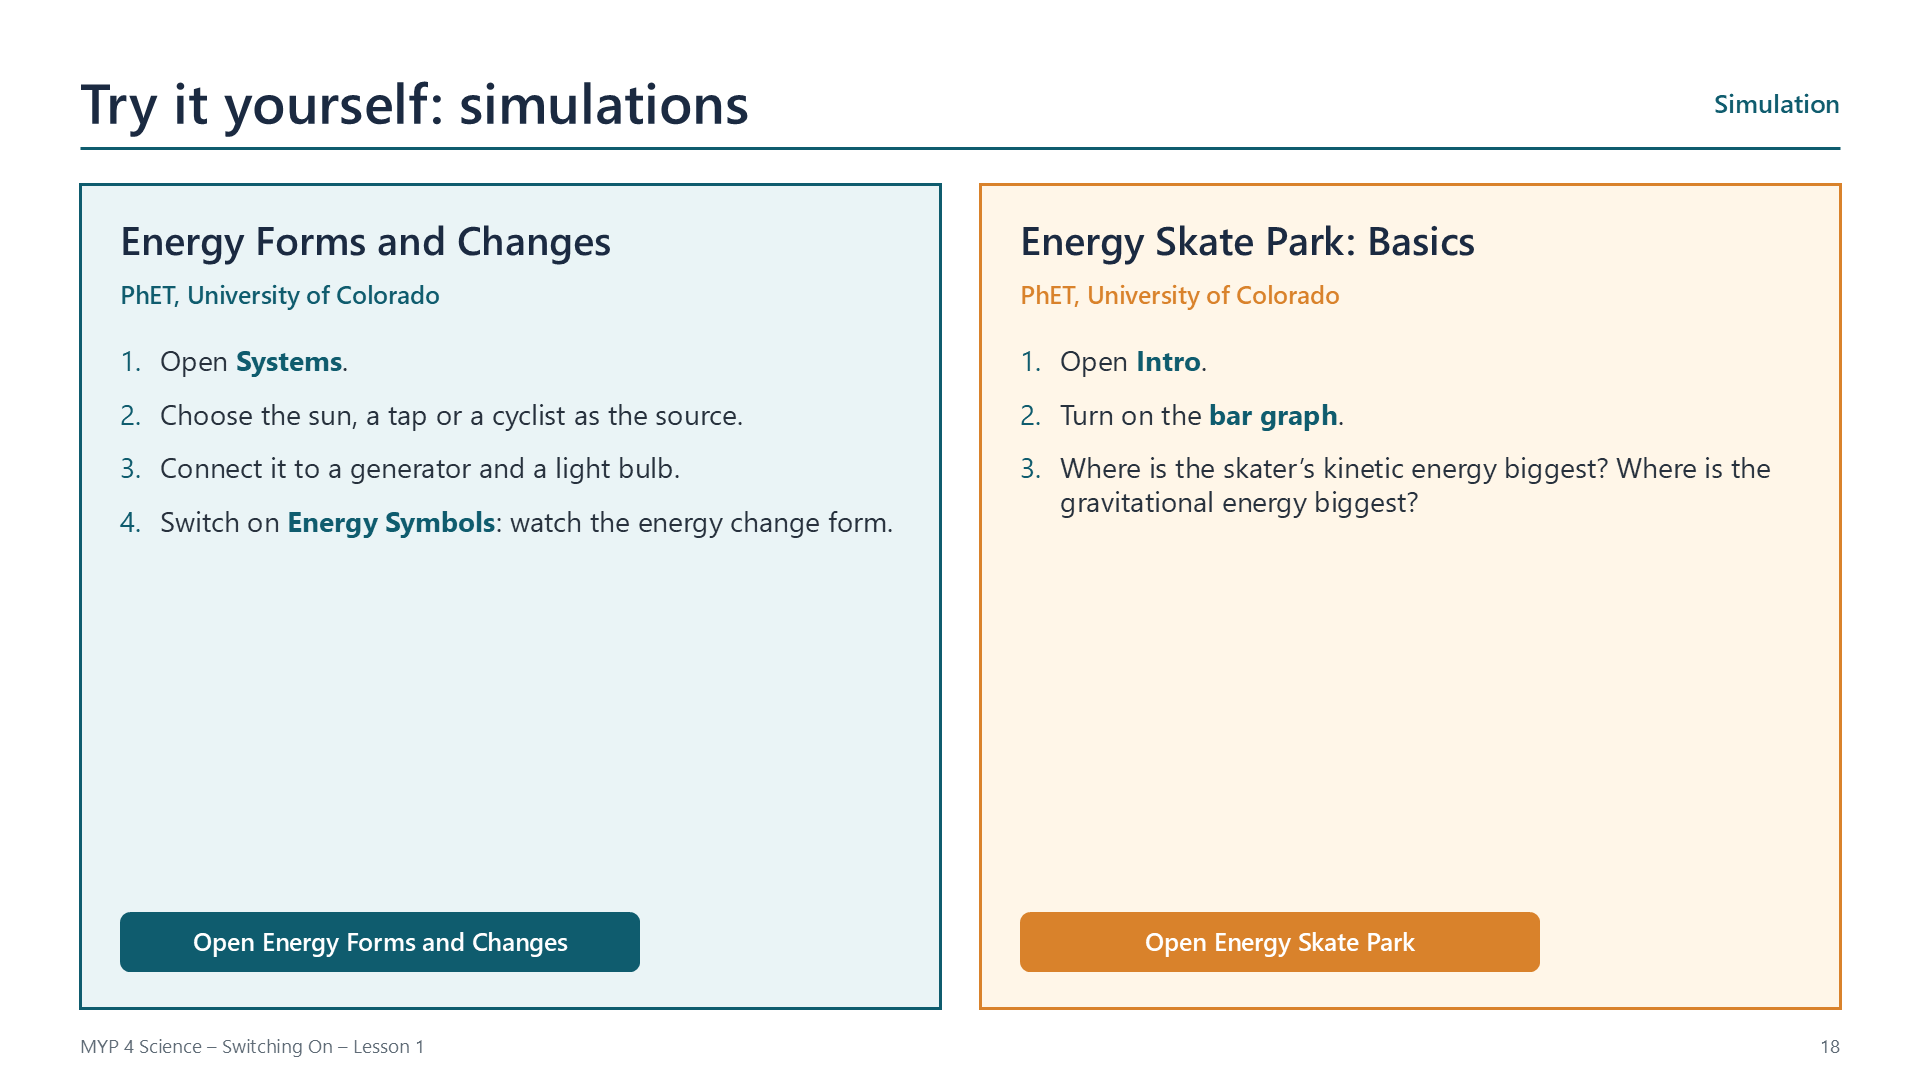 Try it yourself: simulations
Simulation
Energy Forms and Changes
PhET, University of Colorado
1. Open Systems.
2. Choose the sun, a tap or a cyclist as the source.
3. Connect it to a generator and a light bulb.
4. Switch on Energy Symbols: watch the energy change form.
Open Energy Forms and Changes
Energy Skate Park: Basics
PhET, University of Colorado
1. Open Intro.
2. Turn on the bar graph.
3. Where is the skater’s kinetic energy biggest? Where is the
gravitational energy biggest?
Open Energy Skate Park
MYP 4 Science – Switching On – Lesson 1
18